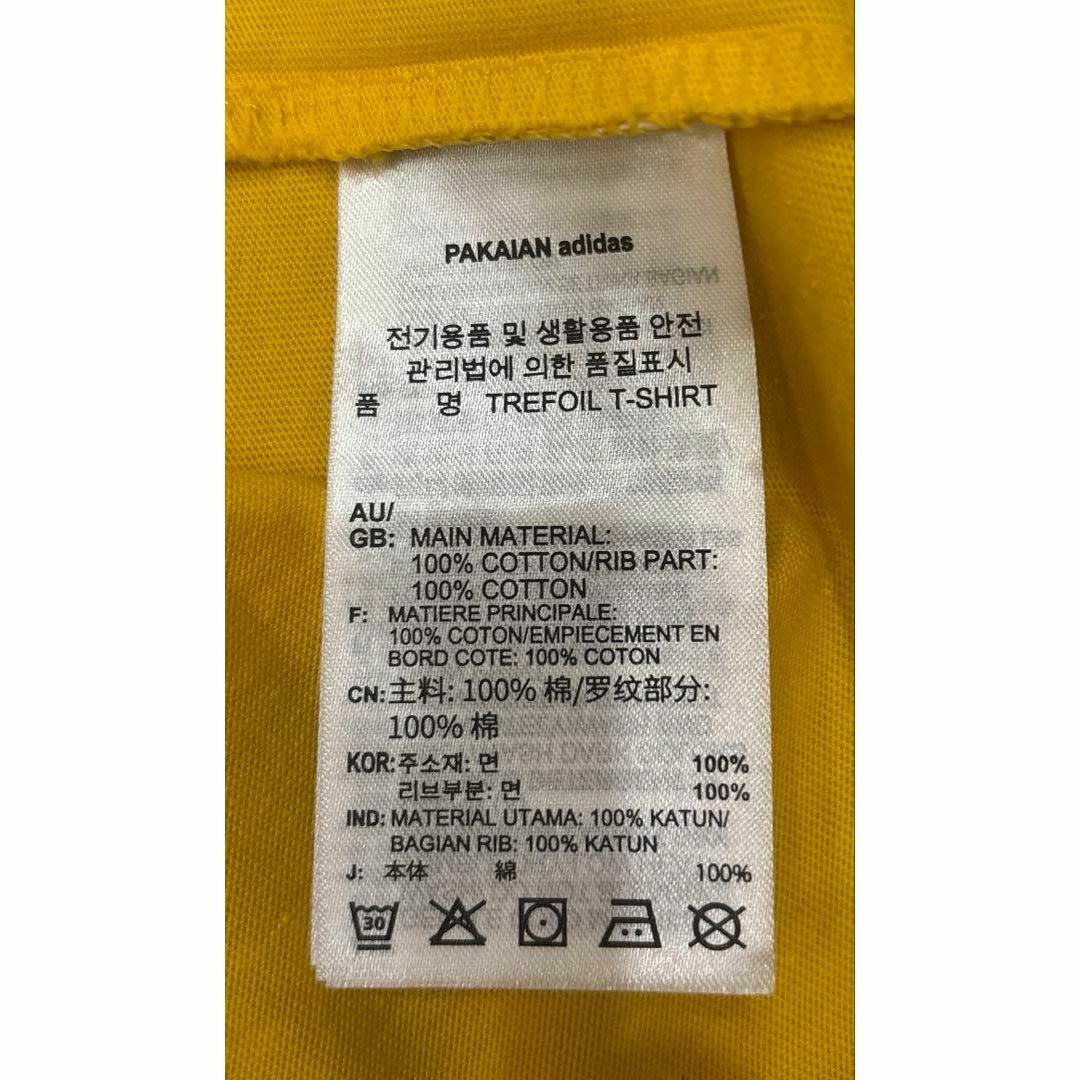 PAKAIAN adidas
전기용품 및 생활용품 안전
관리법에 의한 품질표시
품 명 TREFOIL T-SHIRT
AU/
GB: MAIN MATERIAL:
100% COTTON/RIB PART:
100% COTTON
F: MATIERE PRINCIPALE:
100% COTON/EMPIECEMENT EN
BORD COTE: 100% COTON
CN:主料: 100% 棉/罗纹部分:
100% 棉
KOR:주소재: 면 100%
리브부분: 면 100%
IND: MATERIAL UTAMA: 100% KATUN/
BAGIAN RIB: 100% KATUN
J: 本体 綿 100%
30